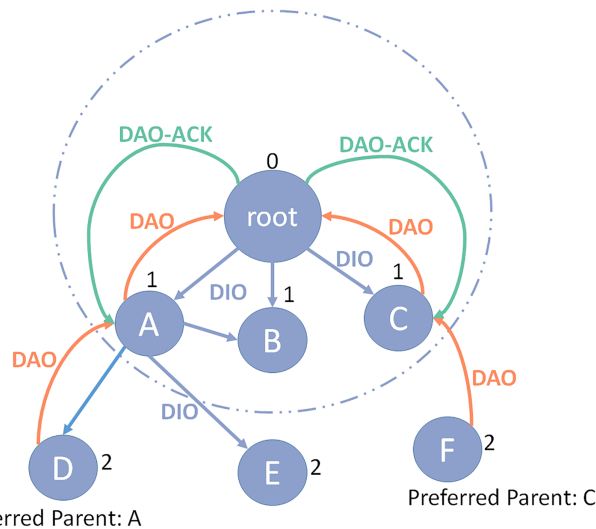 DAO-ACK
DAO-ACK
0
root
DAO
DAO
DIO
1
1
DIO
1
A
B
C
DAO
DAO
DIO
D
2
E
2
F
2
Preferred Parent: C
erred Parent: A